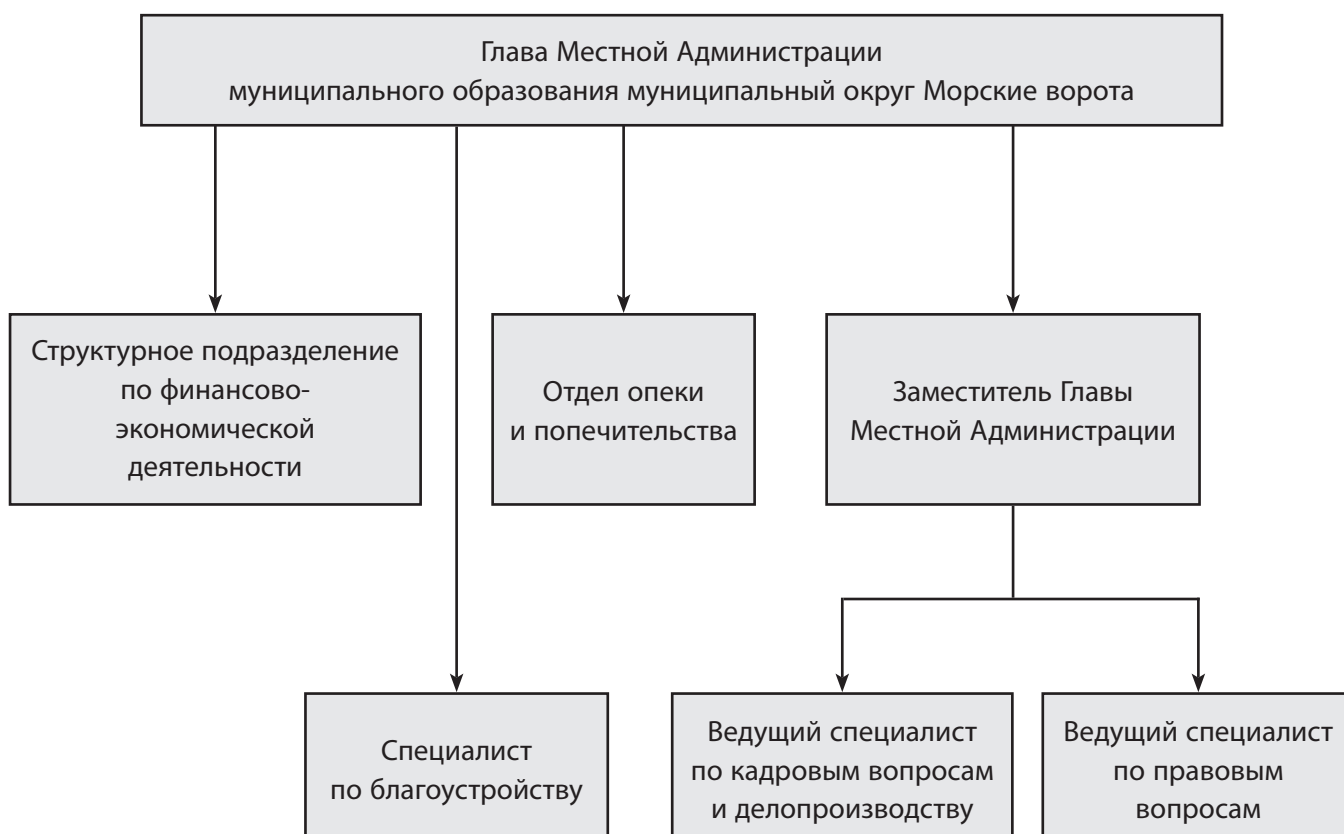 Глава Местной Администрации
муниципального образования муниципальный округ Морские ворота
Структурное подразделение
по финансово-
экономической
деятельности
Отдел опеки
и попечительства
Заместитель Главы
Местной Администрации
Специалист
по благоустройству
Ведущий специалист
по кадровым вопросам
и делопроизводству
Ведущий специалист
по правовым
вопросам